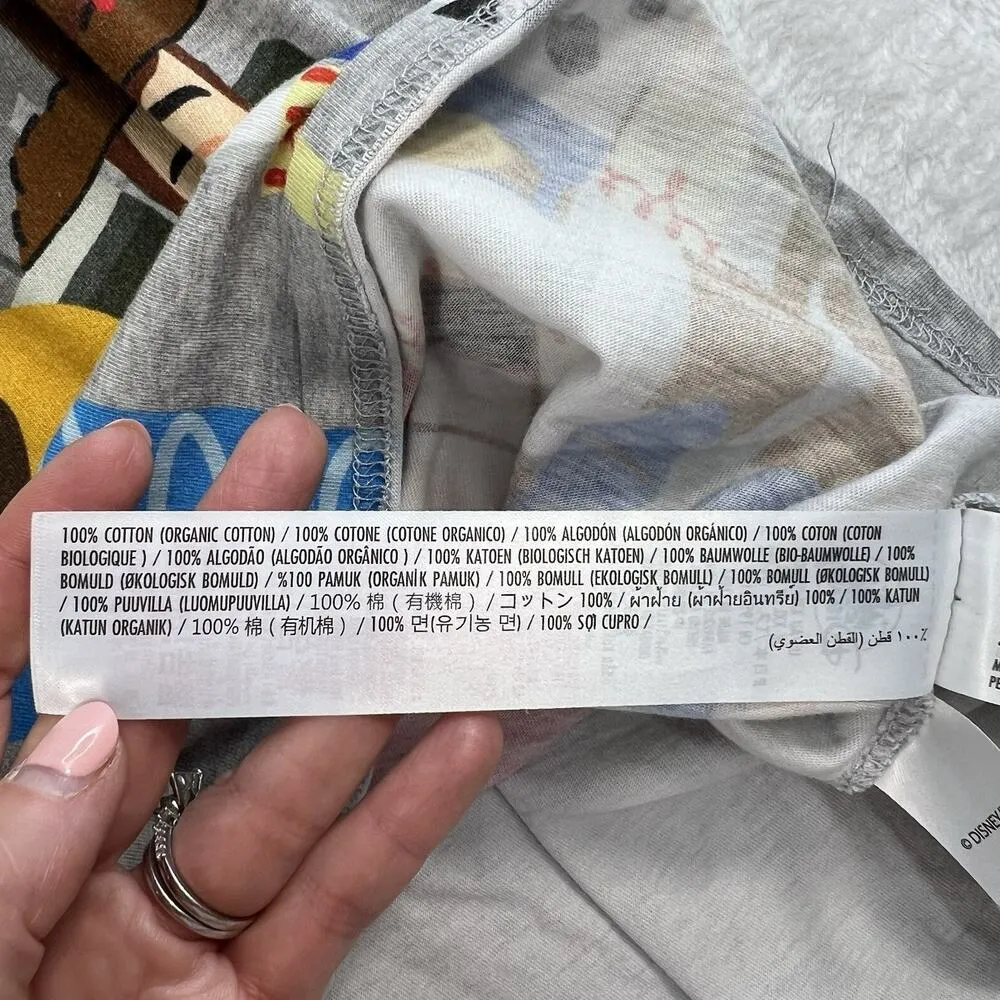 100% COTTON (ORGANIC COTTON) / 100% COTONE (COTONE ORGANICO) / 100% ALGODÓN (ALGODÓN ORGÁNICO) / 100% COTON (COTON
BIOLOGIQUE ) / 100% ALGODÃO (ALGODÃO ORGÂNICO ) / 100% KATOEN (BIOLOGISCH KATOEN) / 100% BAUMWOLLE (BIO-BAUMWOLLE) / 100%
BOMULD (ØKOLOGISK BOMULD) / %100 PAMUK (ORGANİK PAMUK) / 100% BOMULL (EKOLOGISK BOMULL) / 100% BOMULL (ØKOLOGISK BOMULL)
/ 100% PUUVILLA (LUOMUPUUVILLA) / 100% 棉 ( 有機棉 ) / コットン 100% / ผ้าฝ้าย (ผ้าฝ้ายอินทรีย์) 100% / 100% KATUN
(KATUN ORGANIK) / 100% 棉 ( 有机棉 ) / 100% 면(유기농 면) / 100% SỢI CUPRO /
٪١٠٠ قطن (القطن العضوي)
© DISNEY